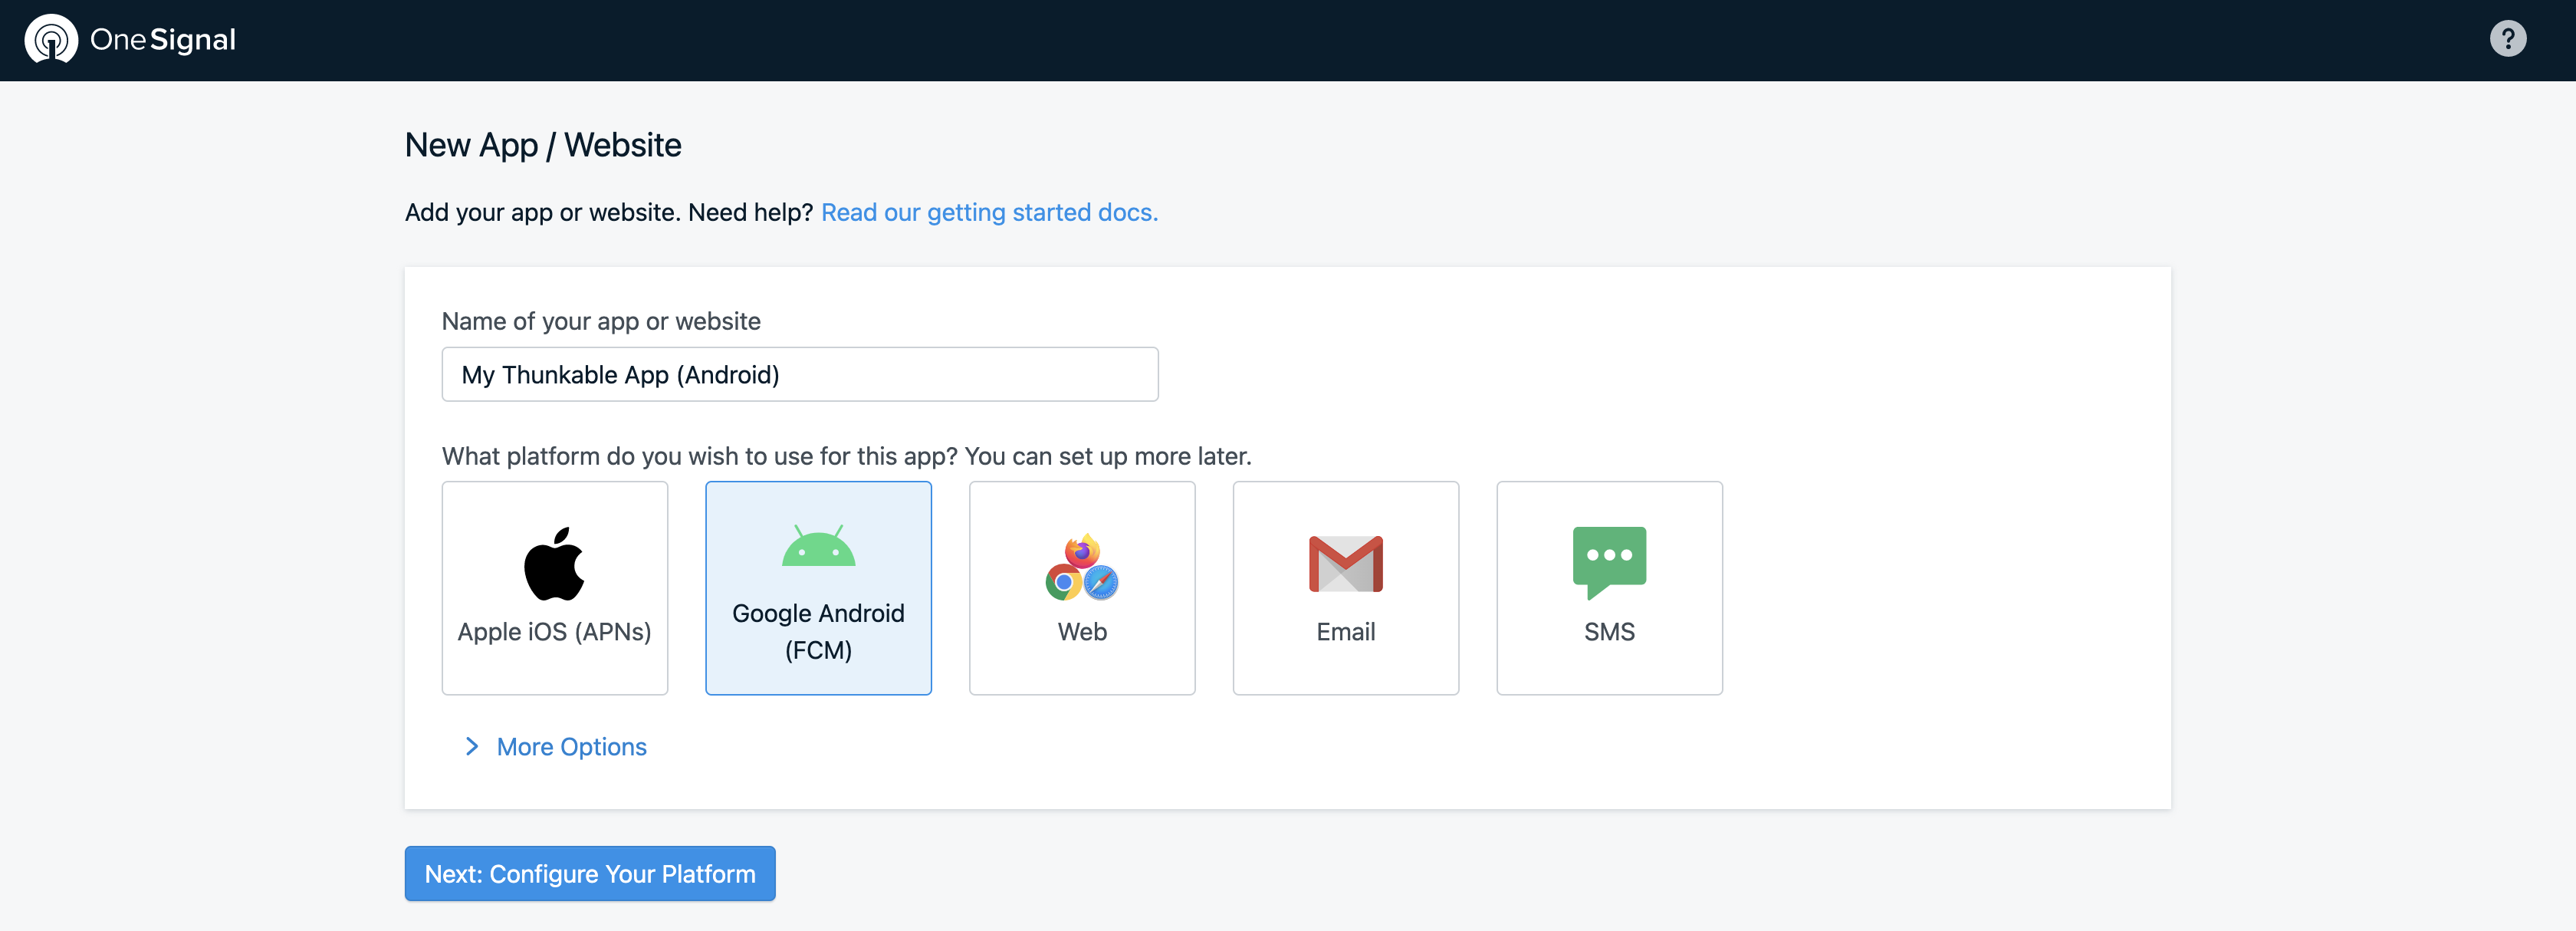 OneSignal
?
New App / Website
Add your app or website. Need help? Read our getting started docs.
Name of your app or website
My Thunkable App (Android)
What platform do you wish to use for this app? You can set up more later.
Apple iOS (APNs)
Google Android
(FCM)
Web
Email
SMS
More Options
Next: Configure Your Platform